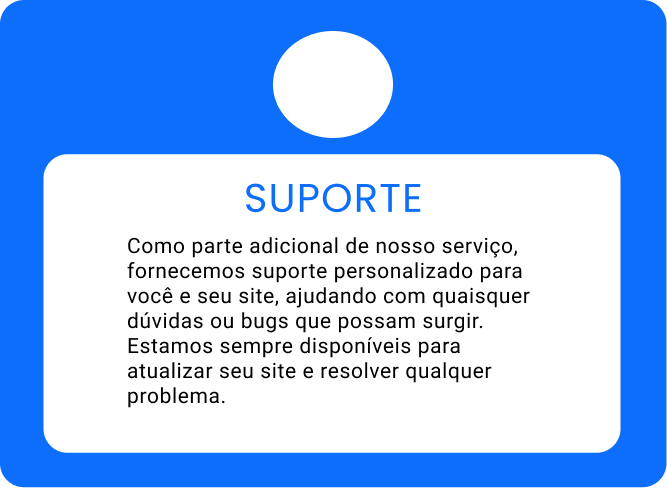 SUPORTE
Como parte adicional de nosso serviço,
fornecemos suporte personalizado para
você e seu site, ajudando com quaisquer
dúvidas ou bugs que possam surgir.
Estamos sempre disponíveis para
atualizar seu site e resolver qualquer
problema.